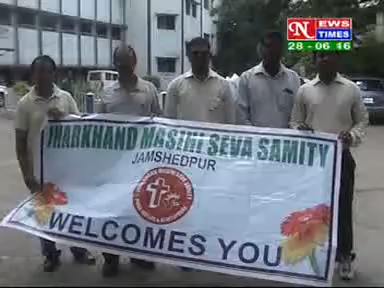 NEWS
TIMES
28-06-16
JHARKHAND MASIHI SEVA SAMITY
JAMSHEDPUR
WELCOMES YOU